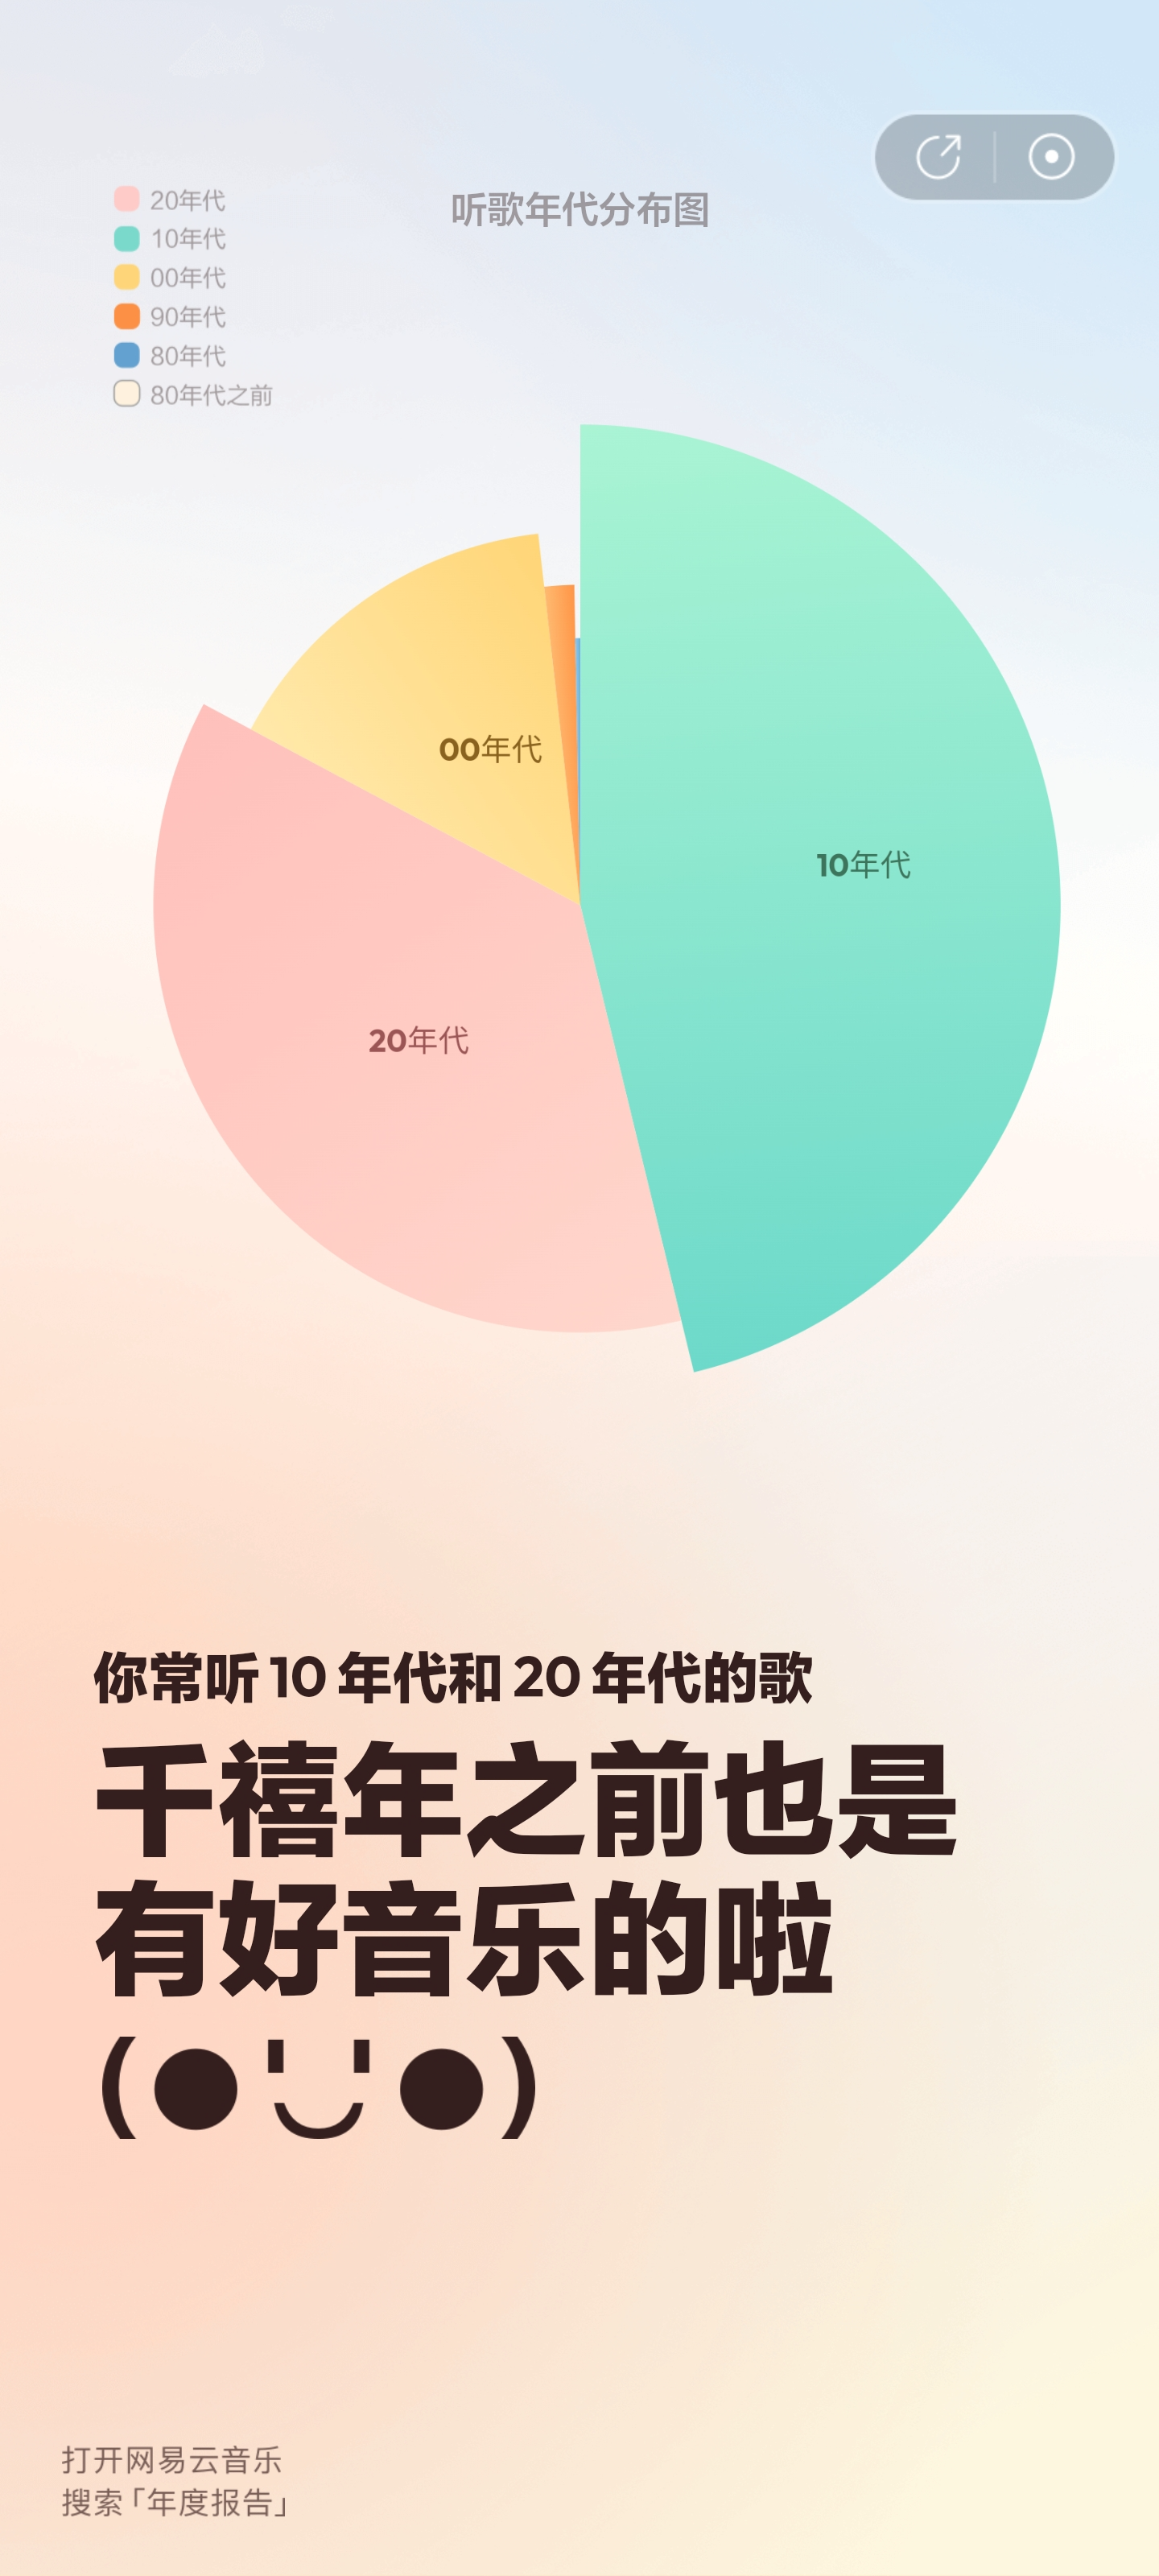 听歌年代分布图
20年代
10年代
00年代
90年代
80年代
80年代之前
00年代
10年代
20年代
你常听 10 年代和 20 年代的歌
千禧年之前也是
有好音乐的啦
(●'◡'●)
打开网易云音乐
搜索「年度报告」